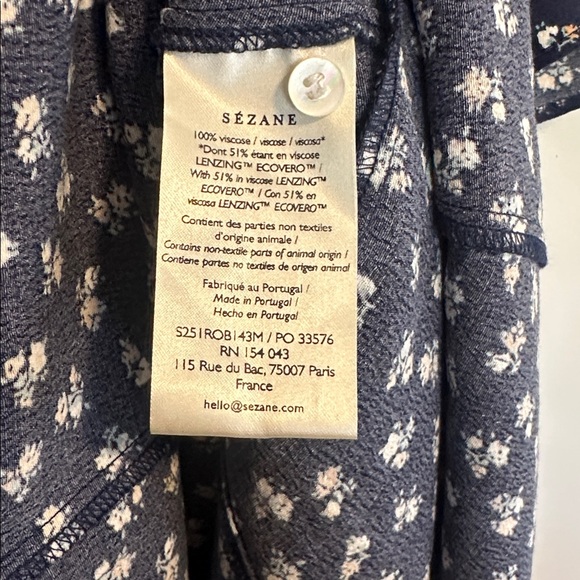 SÉZANE
100% viscose / viscose / viscosa*
*Dont 51% étant en viscose
LENZING™ ECOVERO™ /
With 51% in viscose LENZING™
ECOVERO™ / Con 51% en
viscosa LENZING™ ECOVERO™
Contient des parties non textiles
d'origine animale /
Contains non-textile parts of animal origin /
Contiene partes no textiles de origen animal
Fabriqué au Portugal /
Made in Portugal /
Hecho en Portugal
S251ROB143M / PO 33576
RN 154 043
115 Rue du Bac, 75007 Paris
France
hello@sezane.com